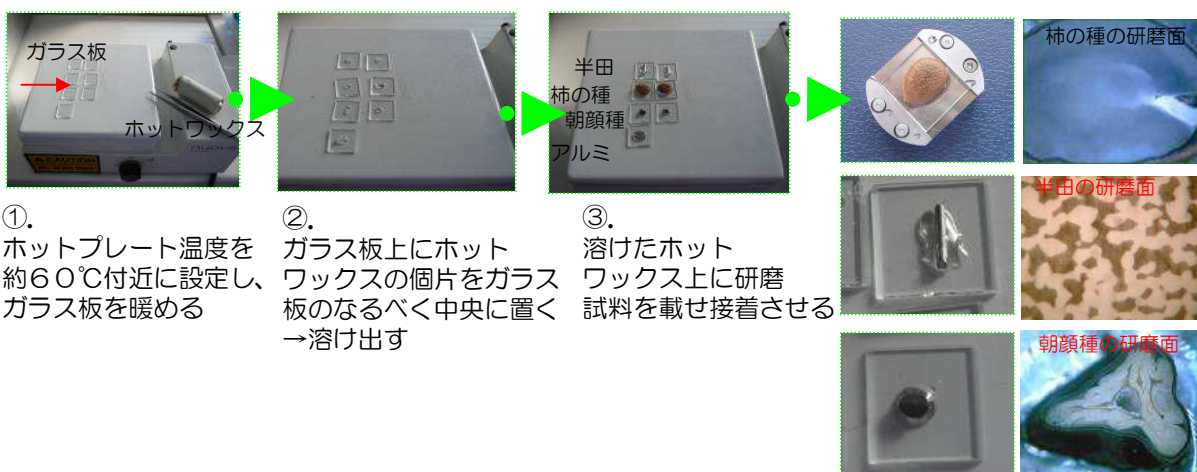 ガラス板
ホットワックス
CAUTION
半田
柿の種
朝顔種
アルミ
柿の種の研磨面
半田の研磨面
朝顔種の研磨面
①.
ホットプレート温度を
約60℃付近に設定し、
ガラス板を暖める
②.
ガラス板上にホット
ワックスの個片をガラス
板のなるべく中央に置く
→溶け出す
③.
溶けたホット
ワックス上に研磨
試料を載せ接着させる